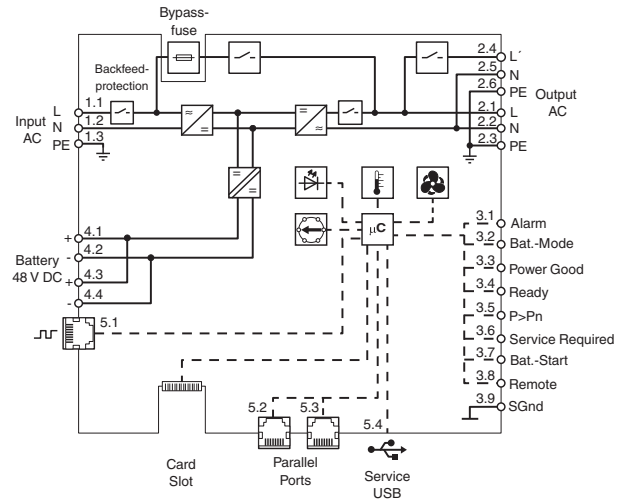 Bypass-
fuse
Backfeed-
protection
Input
AC
L
1.1
N
1.2
PE
1.3
2.4
L´
2.5
N
2.6
PE
2.1
L
2.2
N
2.3
PE
Output
AC
=
=
=
=
µC
Battery
48 V DC
+
4.1
-
4.2
+
4.3
-
4.4
5.1
3.1
Alarm
3.2
Bat.-Mode
3.3
Power Good
3.4
Ready
3.5
P>Pn
3.6
Service Required
3.7
Bat.-Start
3.8
Remote
3.9
SGnd
5.2
5.3
5.4
Card
Slot
Parallel
Ports
Service
USB